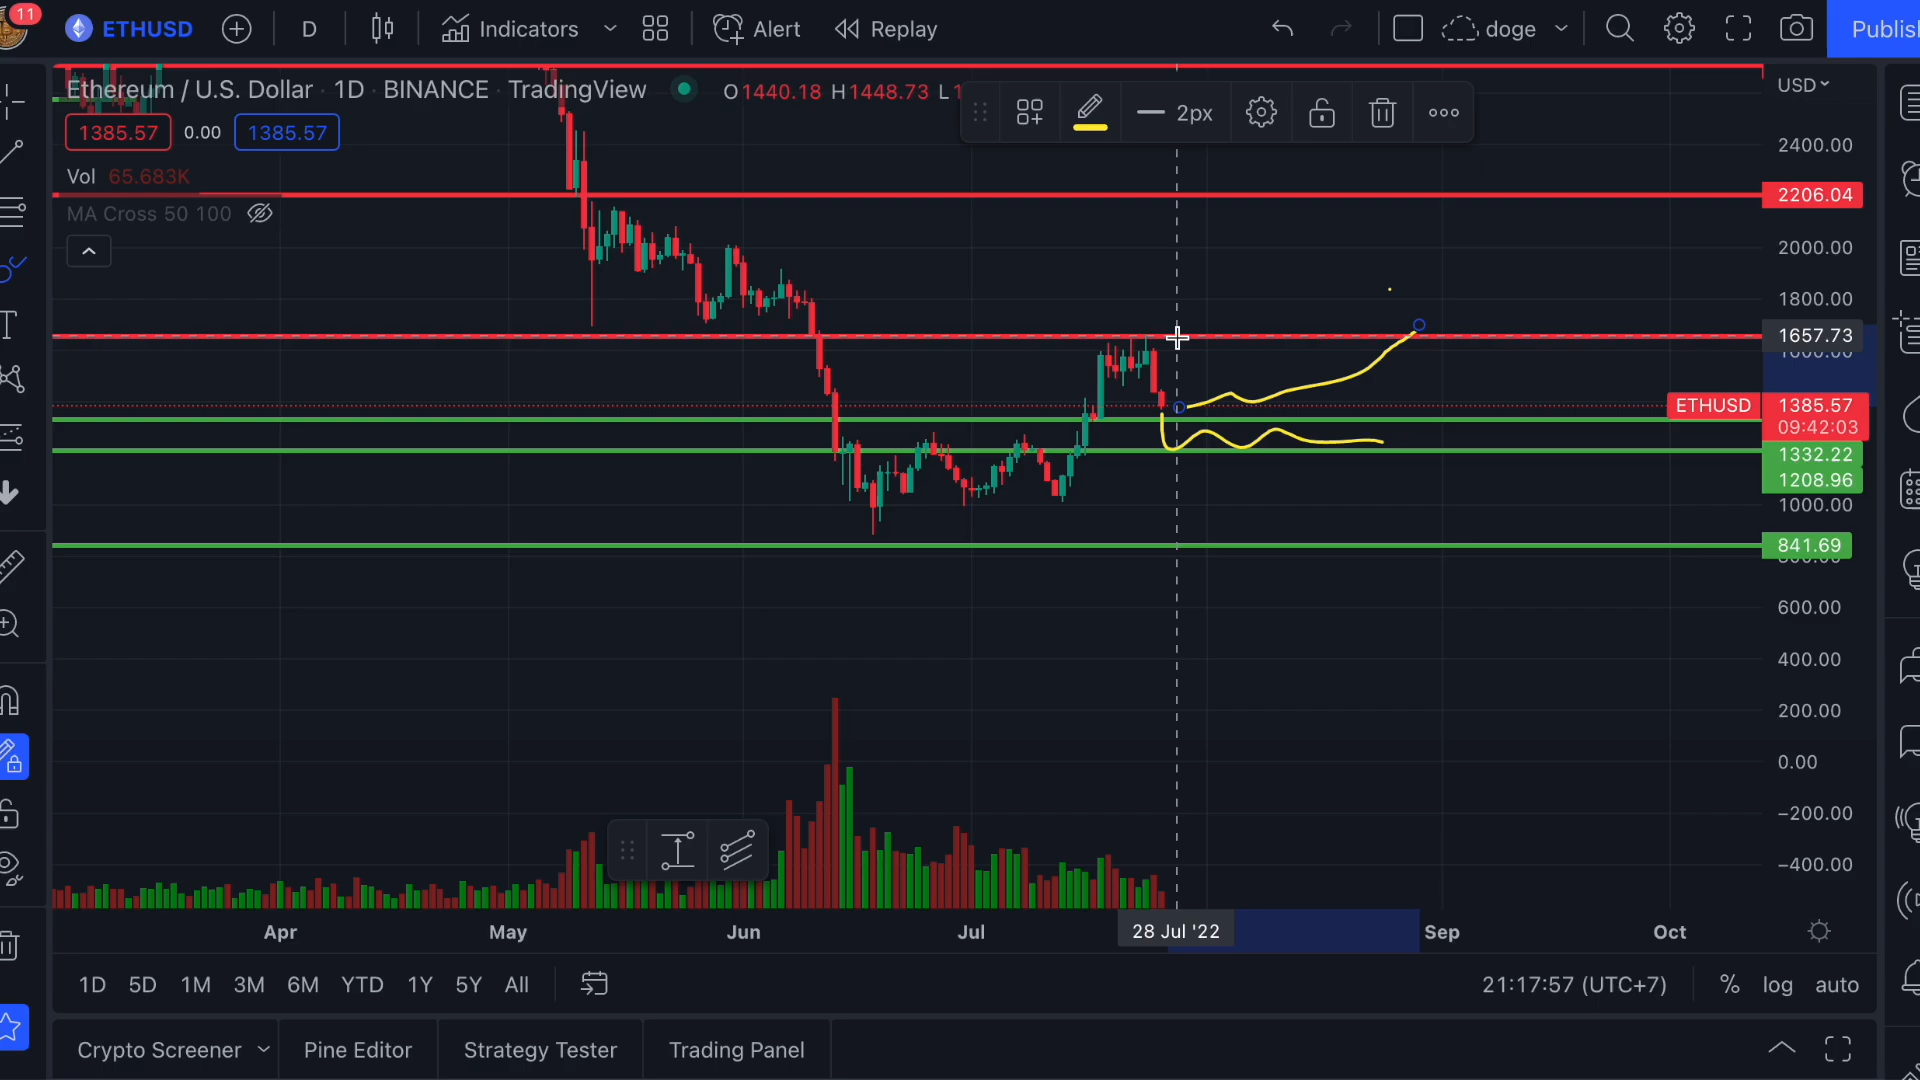 11
ETHUSD
D
Indicators
Alert
Replay
doge
Publis
Ethereum / U.S. Dollar · 1D · BINANCE · TradingView
O1440.18 H1448.73 L1
2px
USD
1385.57
0.00
1385.57
Vol 65.683K
MA Cross 50 100
2400.00
2206.04
2000.00
1800.00
1657.73
1600.00
ETHUSD
1385.57
09:42:03
1332.22
1208.96
1000.00
841.69
800.00
600.00
400.00
200.00
0.00
−200.00
−400.00
Apr
May
Jun
Jul
28 Jul '22
Sep
Oct
1D
5D
1M
3M
6M
YTD
1Y
5Y
All
21:17:57 (UTC+7)
%
log
auto
Crypto Screener
Pine Editor
Strategy Tester
Trading Panel